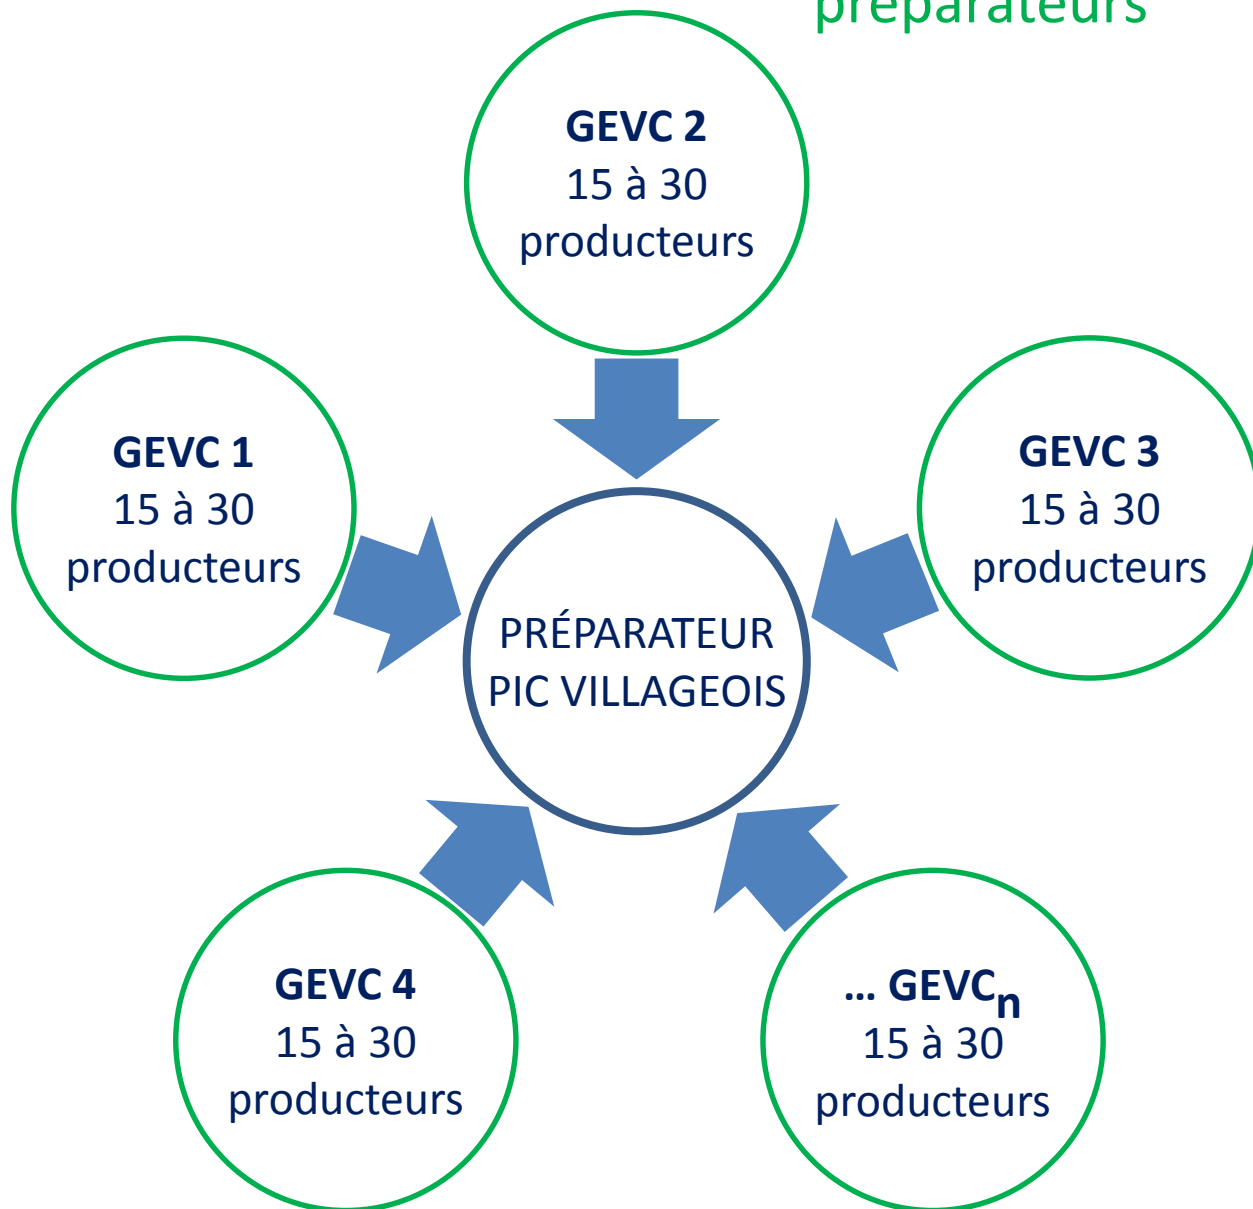 préparateurs
GEVC 2
15 à 30
producteurs
GEVC 1
15 à 30
producteurs
GEVC 3
15 à 30
producteurs
PRÉPARATEUR
PIC VILLAGEOIS
GEVC 4
15 à 30
producteurs
... GEVCn
15 à 30
producteurs